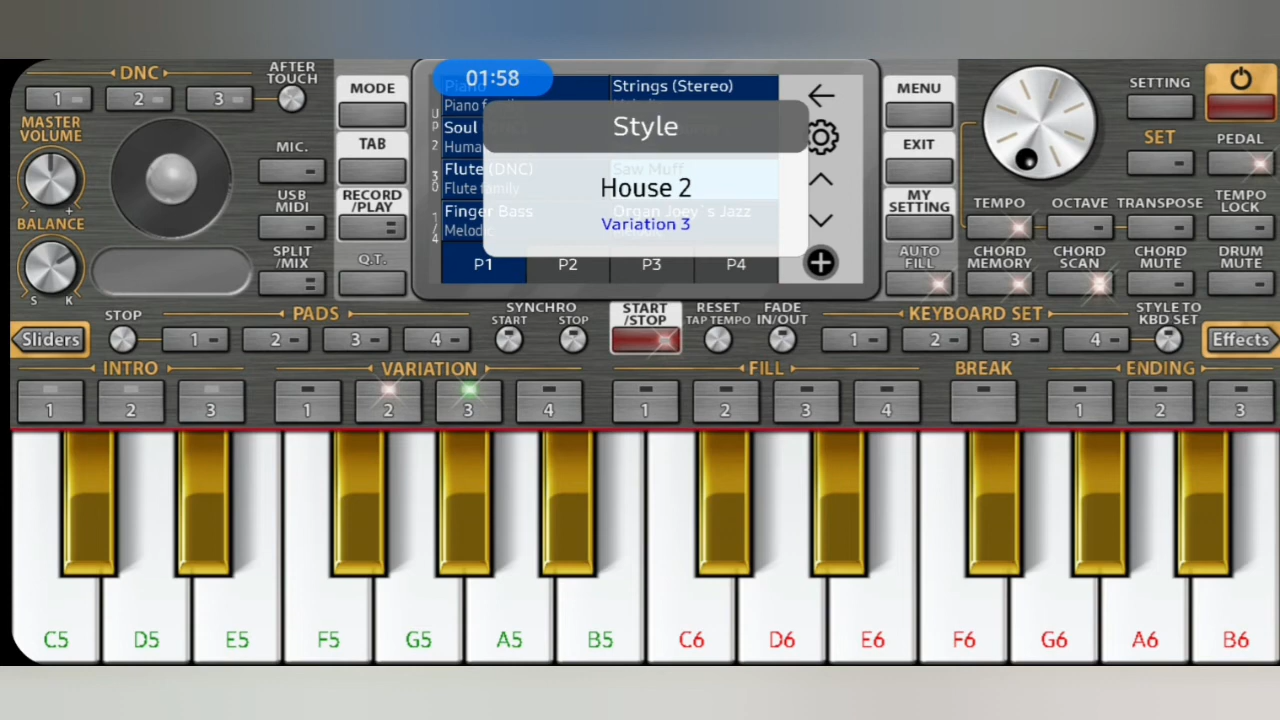 DNC
AFTER
TOUCH
1
2
3
MASTER
VOLUME
- +
BALANCE
S K
MIC.
USB
MIDI
SPLIT
/MIX
MODE
TAB
RECORD
/PLAY
Q.T.
01:58
Piano
Soul
Flute (DNC)
Flute family
Finger Bass
Strings (Stereo)
Saw Muff
Organ Joey`s Jazz
Style
House 2
Variation 3
P1
P2
P3
P4
MENU
EXIT
MY
SETTING
AUTO
FILL
SETTING
SET
PEDAL
TEMPO
OCTAVE
TRANSPOSE
TEMPO
LOCK
CHORD
MEMORY
CHORD
SCAN
CHORD
MUTE
DRUM
MUTE
Sliders
STOP
PADS
1
2
3
4
SYNCHRO
START
STOP
START
/STOP
RESET
TAP TEMPO
FADE
IN/OUT
KEYBOARD SET
1
2
3
4
STYLE TO
KBD SET
Effects
INTRO
1
2
3
VARIATION
1
2
3
4
FILL
1
2
3
4
BREAK
ENDING
1
2
3
C5
D5
E5
F5
G5
A5
B5
C6
D6
E6
F6
G6
A6
B6